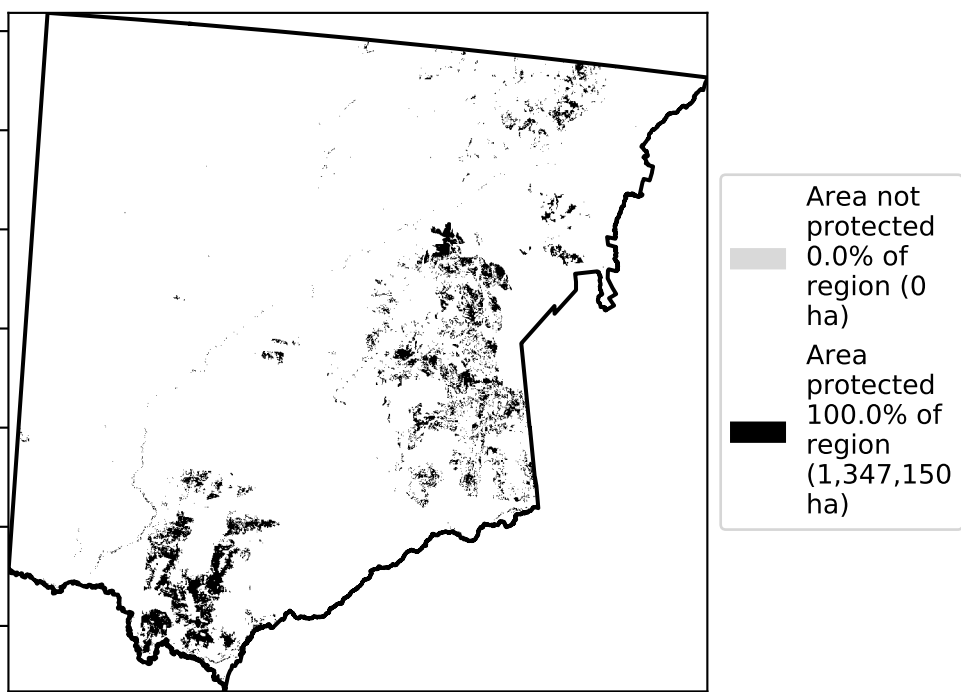 Area not
protected
0.0% of
region (0
ha)
Area
protected
100.0% of
region
(1,347,150
ha)